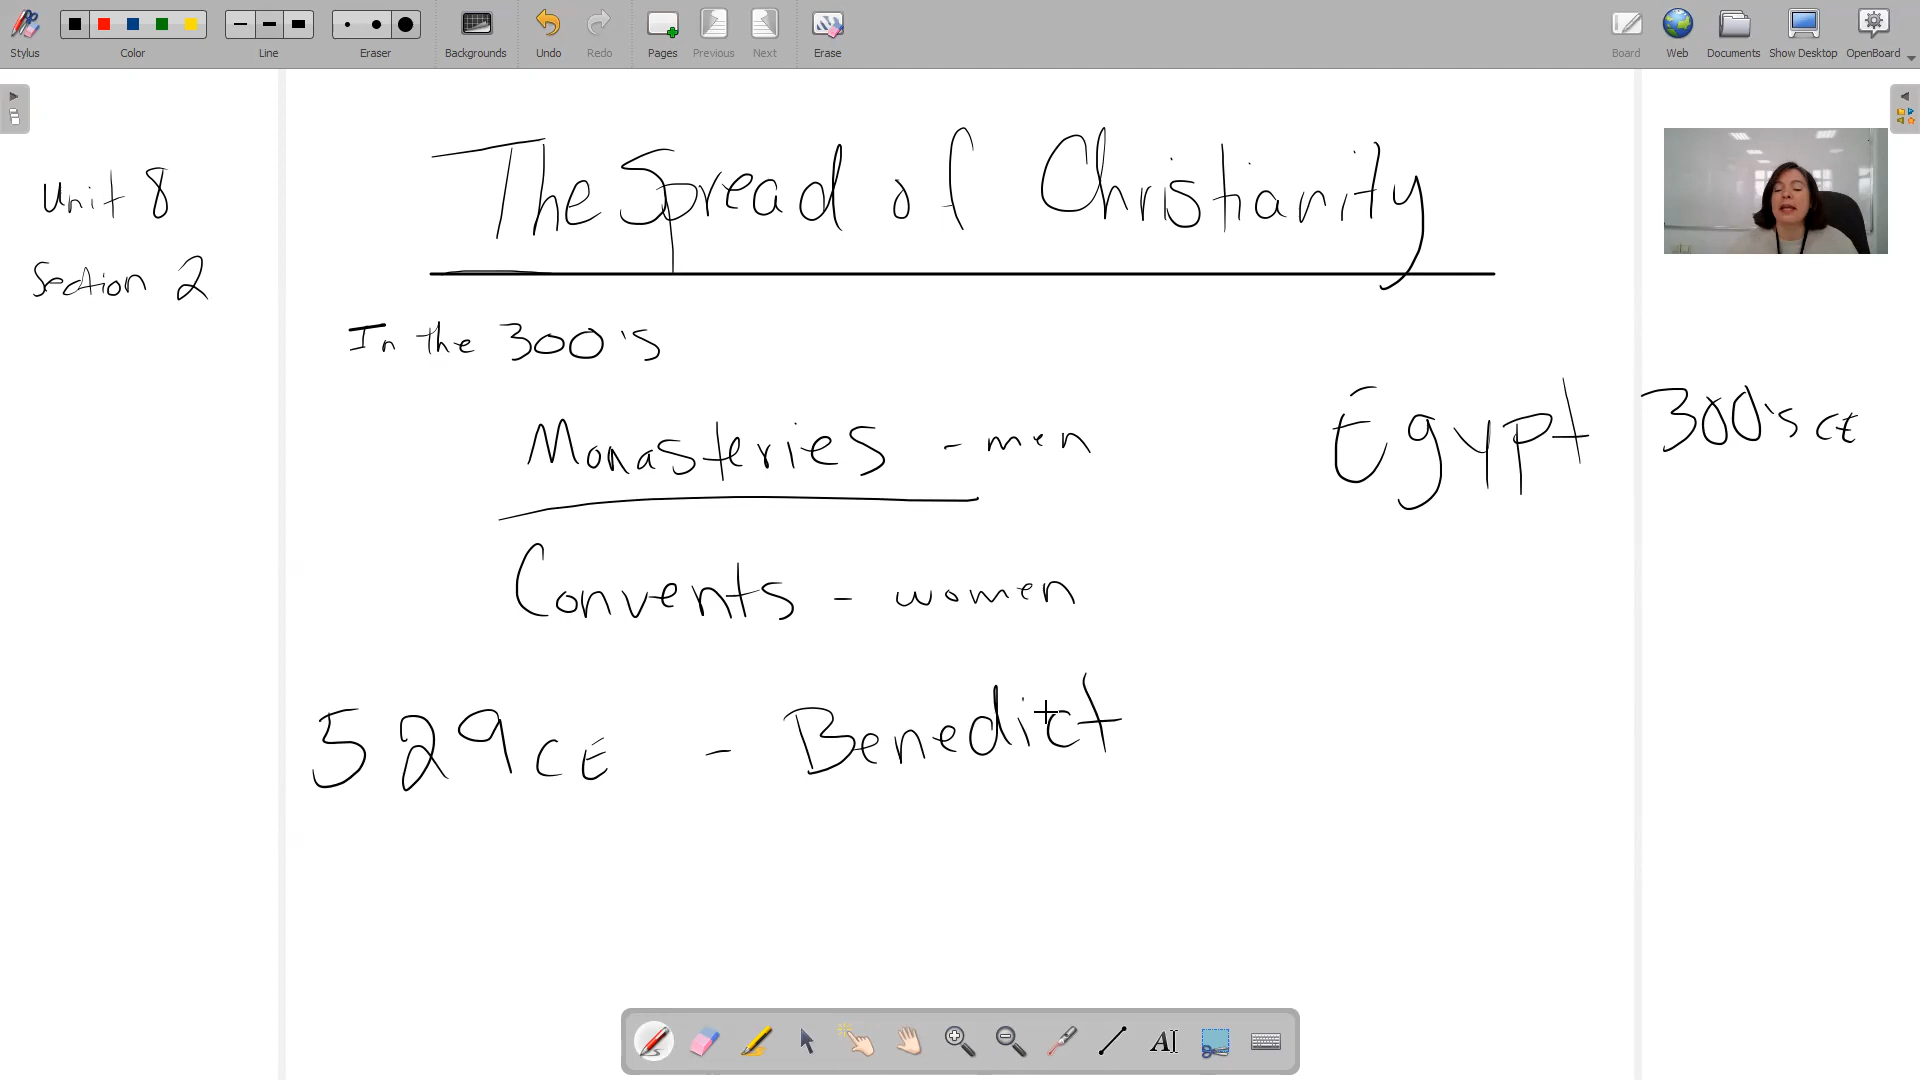 Stylus Color Line Eraser Backgrounds Undo Redo Pages Previous Next Erase Board Web Documents Show Desktop OpenBoard
Unit 8
Section 2
The Spread of Christianity
In the 300's
Monasteries - men
Egypt 300's CE
Convents - women
529 CE - Benedict
AI